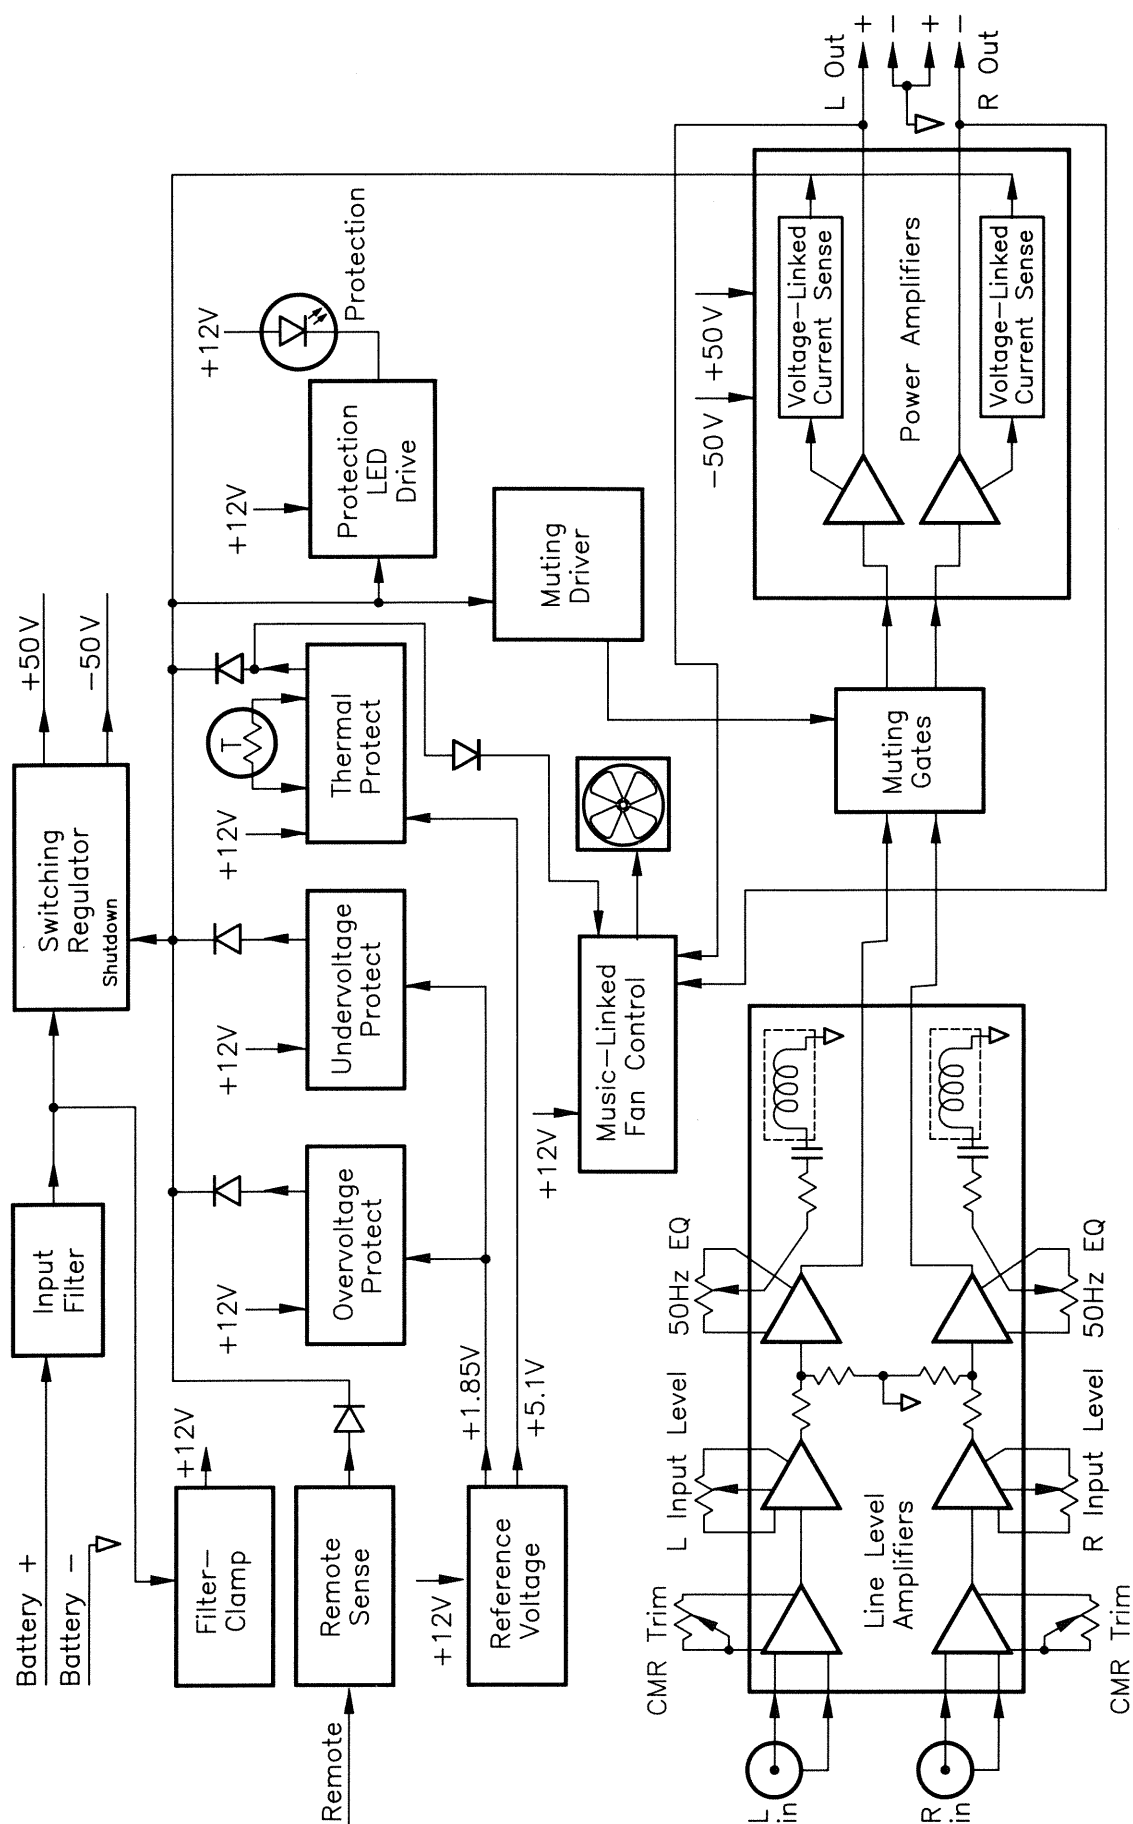 Battery +
Battery −
Input
Filter
Switching
Regulator
Shutdown
+50V
−50V
Filter−
Clamp
+12V
Remote
Remote
Sense
+12V
Overvoltage
Protect
+12V
Undervoltage
Protect
+12V
Thermal
Protect
T
+12V
Protection
LED
Drive
+12V
Protection
+12V
Reference
Voltage
+1.85V
+5.1V
Muting
Driver
+12V
Music−Linked
Fan Control
−50V
+50V
CMR Trim
L Input Level
50Hz EQ
L
in
R
in
Line Level
Amplifiers
CMR Trim
R Input Level
50Hz EQ
Muting
Gates
Voltage−Linked
Current Sense
Power Amplifiers
Voltage−Linked
Current Sense
L Out
+
−
+
−
R Out